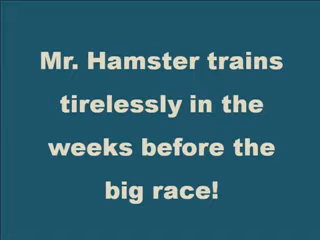 Mr. Hamster trains
tirelessly in the
weeks before the
big race!